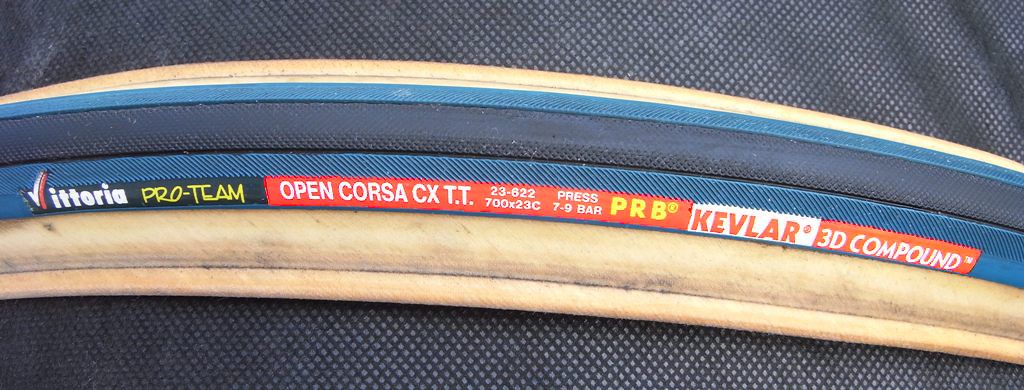 Vittoria PRO-TEAM OPEN CORSA CX T.T. 23-622 PRESS PRB® KEVLAR® 3D COMPOUND™
700x23C 7-9 BAR